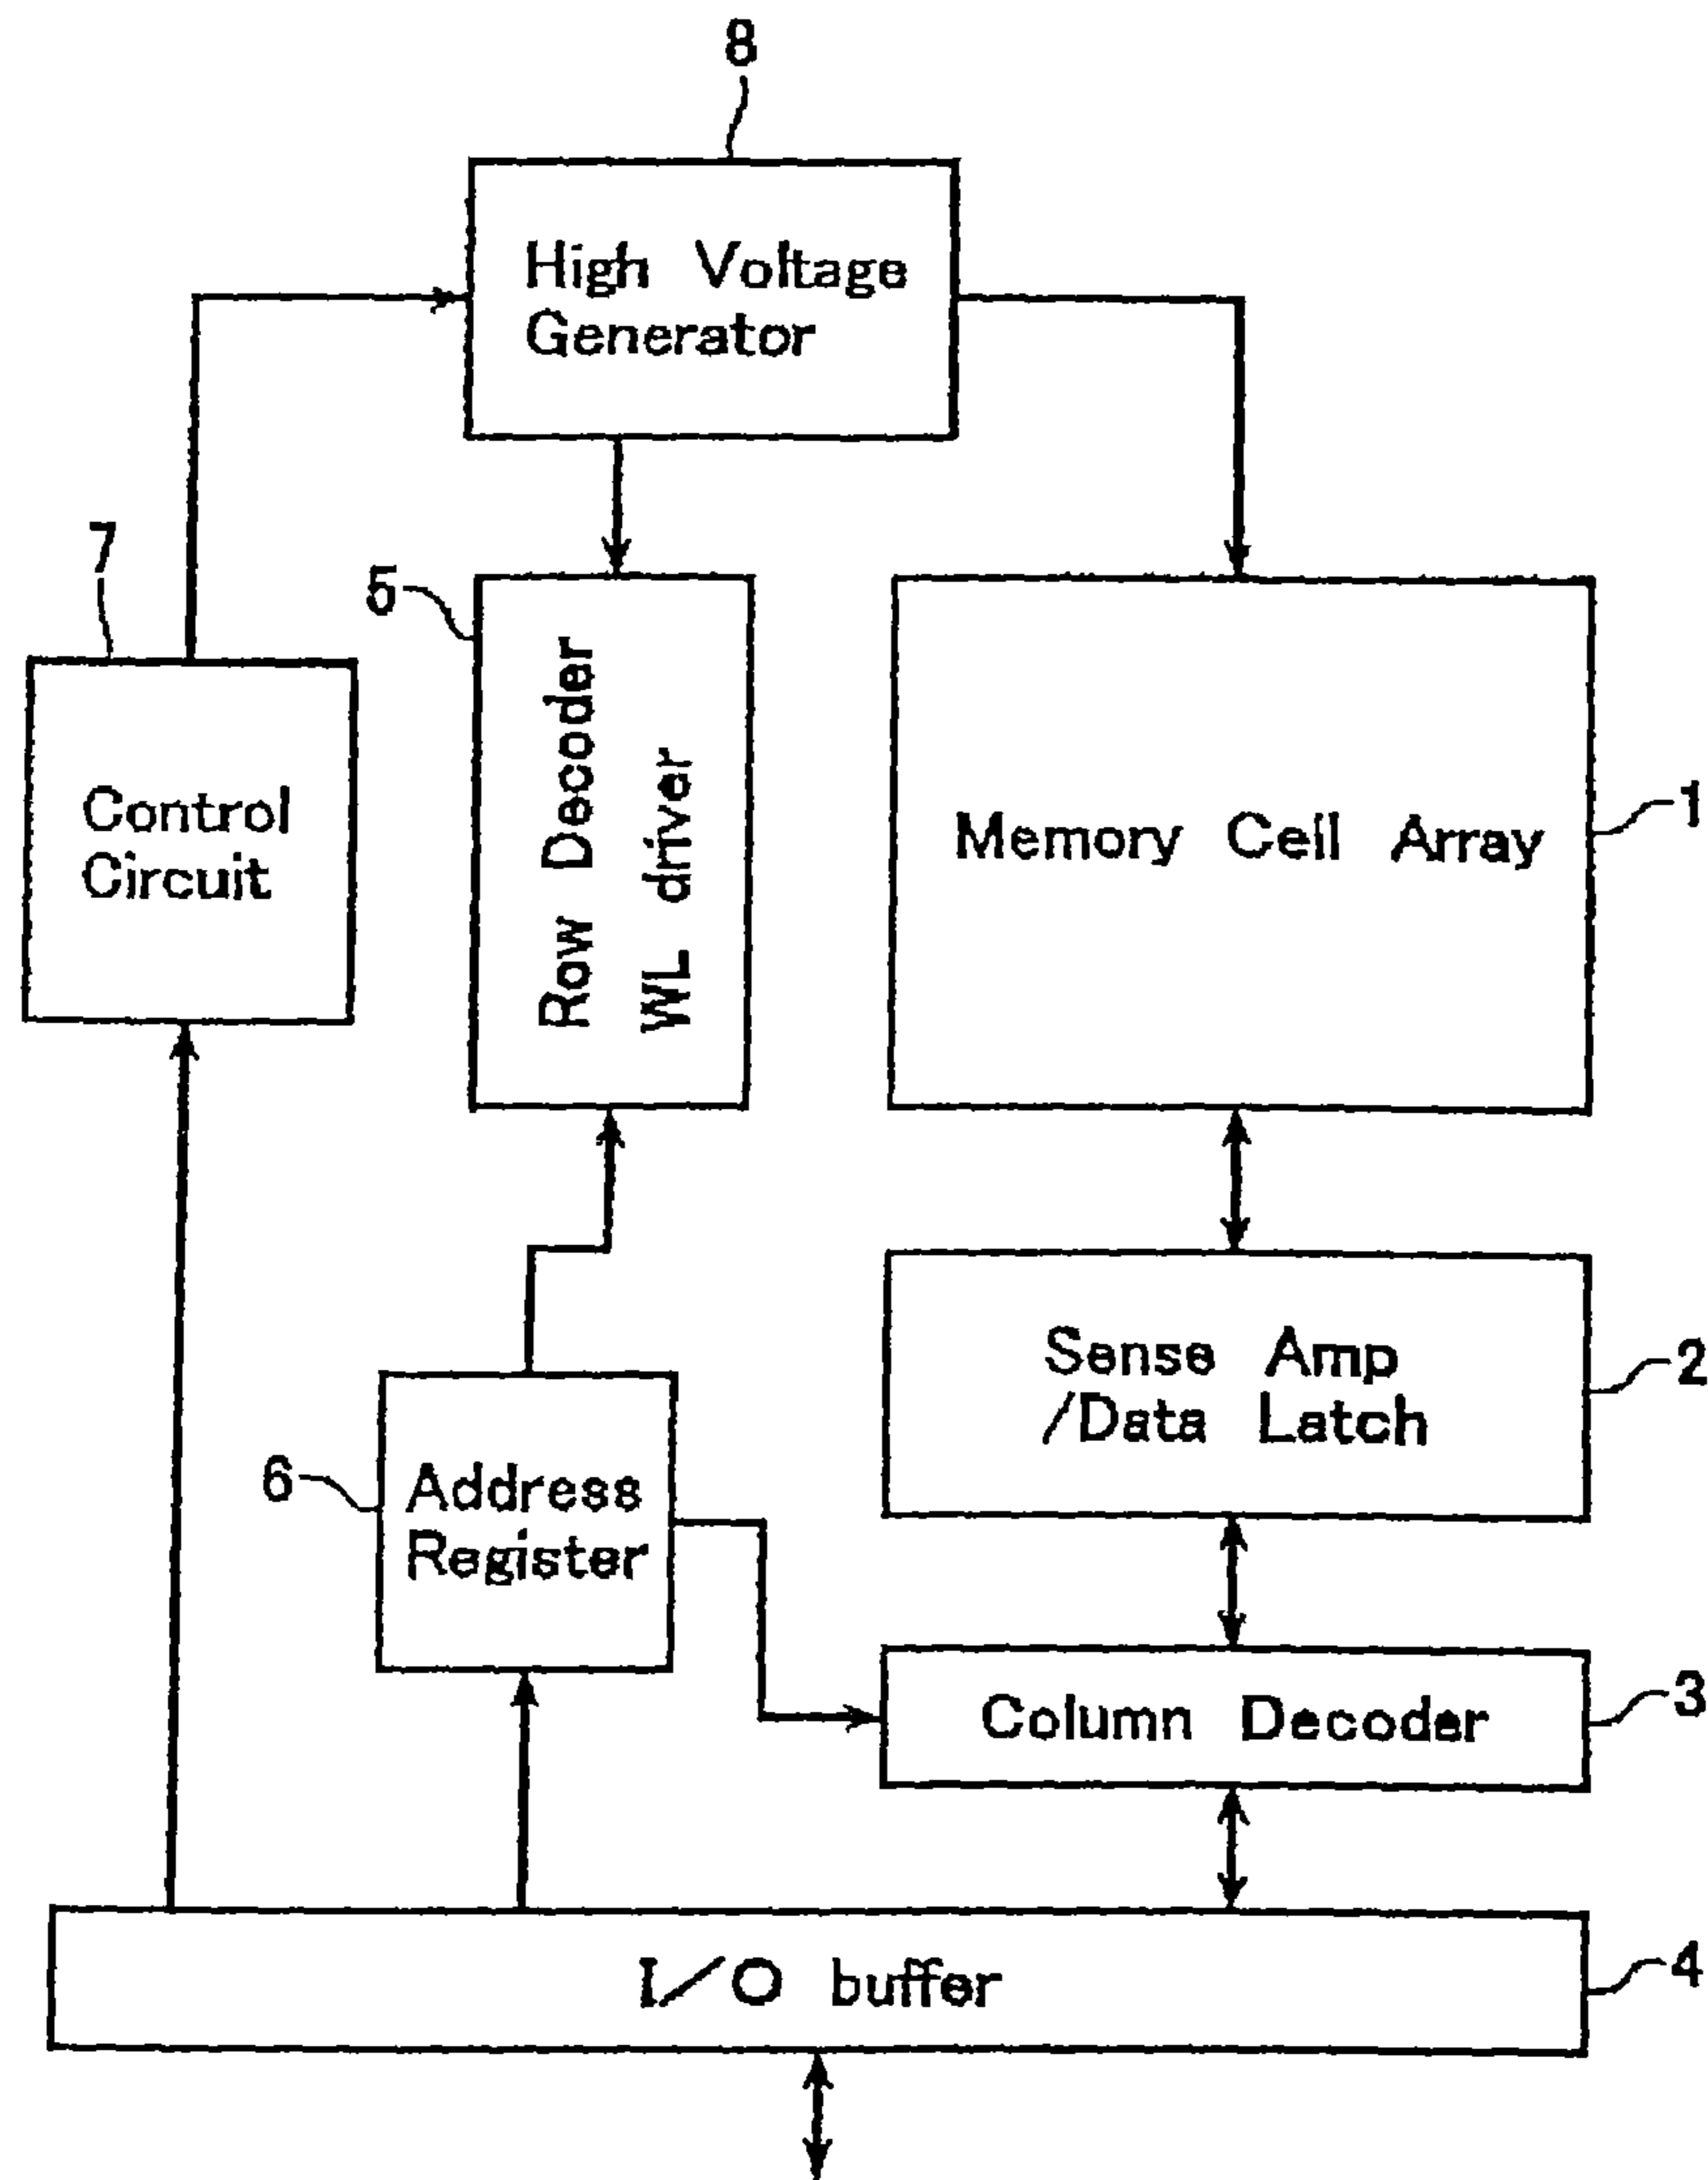 8
High Voltage
Generator
7
Control
Circuit
5
Row Decoder
WL driver
Memory Cell Array
1
Sense Amp
/Data Latch
2
6
Address
Register
Column Decoder
3
I/O buffer
4